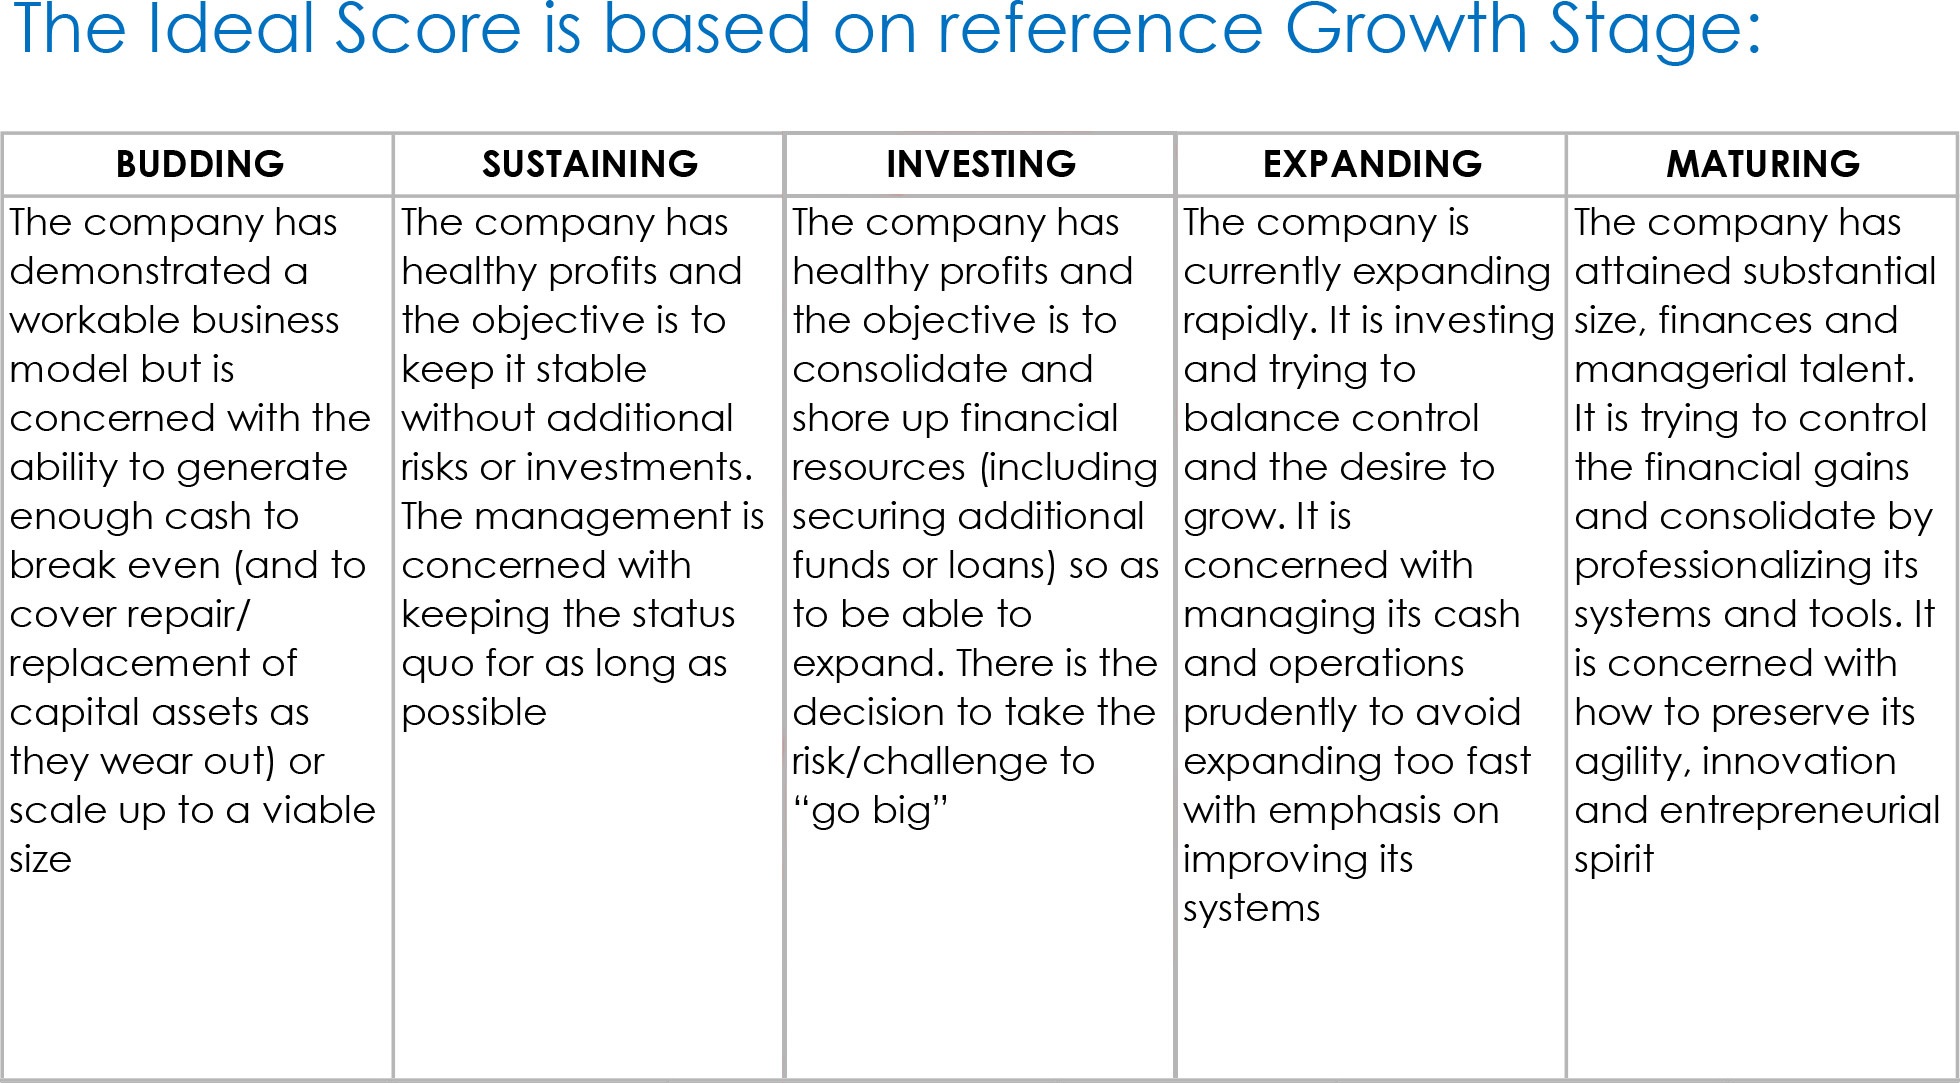 The Ideal Score is based on reference Growth Stage:
BUDDING
The company has
demonstrated a
workable business
model but is
concerned with the
ability to generate
enough cash to
break even (and to
cover repair/
replacement of
capital assets as
they wear out) or
scale up to a viable
size
SUSTAINING
The company has
healthy profits and
the objective is to
keep it stable
without additional
risks or investments.
The management is
concerned with
keeping the status
quo for as long as
possible
INVESTING
The company has
healthy profits and
the objective is to
consolidate and
shore up financial
resources (including
securing additional
funds or loans) so as
to be able to
expand. There is the
decision to take the
risk/challenge to
“go big”
EXPANDING
The company is
currently expanding
rapidly. It is investing
and trying to
balance control
and the desire to
grow. It is
concerned with
managing its cash
and operations
prudently to avoid
expanding too fast
with emphasis on
improving its
systems
MATURING
The company has
attained substantial
size, finances and
managerial talent.
It is trying to control
the financial gains
and consolidate by
professionalizing its
systems and tools. It
is concerned with
how to preserve its
agility, innovation
and entrepreneurial
spirit